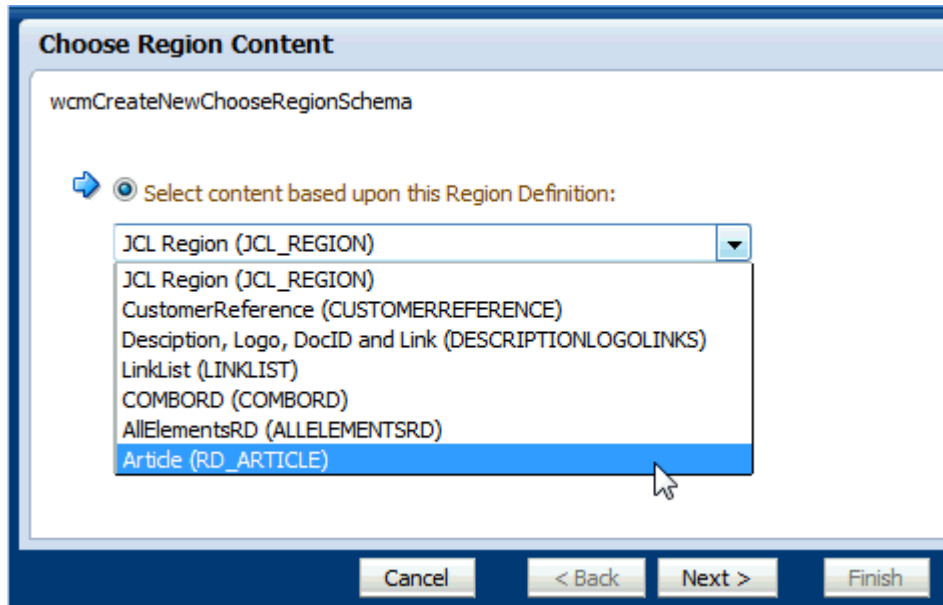 Choose Region Content
wcmCreateNewChooseRegionSchema
Select content based upon this Region Definition:
JCL Region (JCL_REGION)
JCL Region (JCL_REGION)
CustomerReference (CUSTOMERREFERENCE)
Desciption, Logo, DocID and Link (DESCRIPTIONLOGOLINKS)
LinkList (LINKLIST)
COMBORD (COMBORD)
AllElementsRD (ALLELEMENTSRD)
Article (RD_ARTICLE)
Cancel < Back Next > Finish